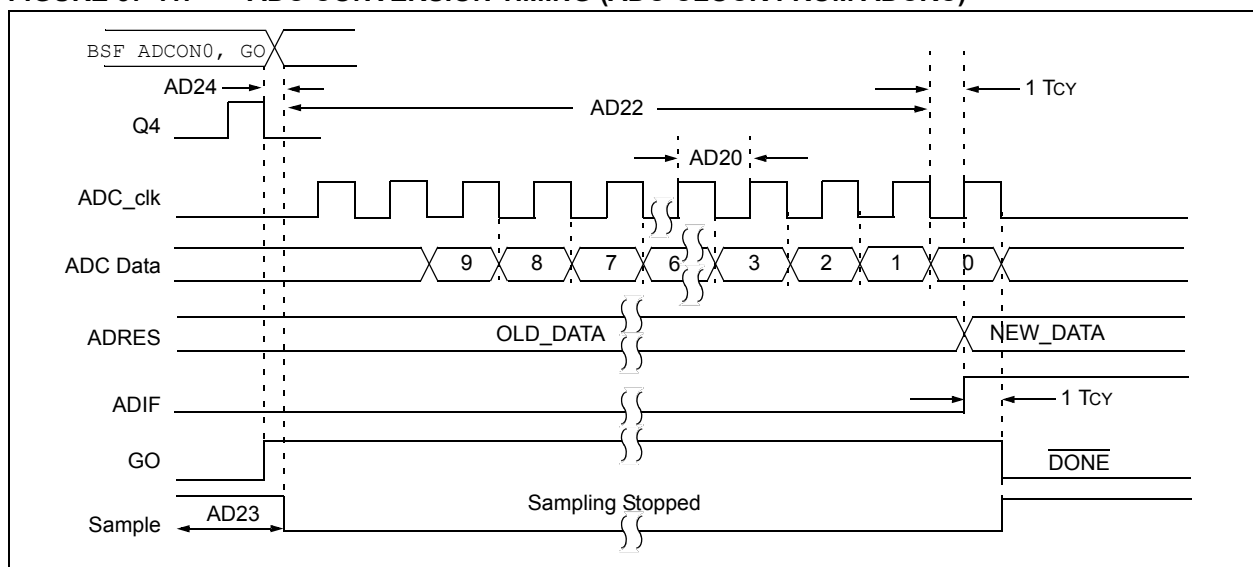 BSF ADCON0, GO
AD24
1 TCY
AD22
Q4
AD20
ADC_clk
ADC Data
9 8 7 6 3 2 1 0
ADRES
OLD_DATA
NEW_DATA
ADIF
1 TCY
GO
DONE
Sampling Stopped
Sample
AD23